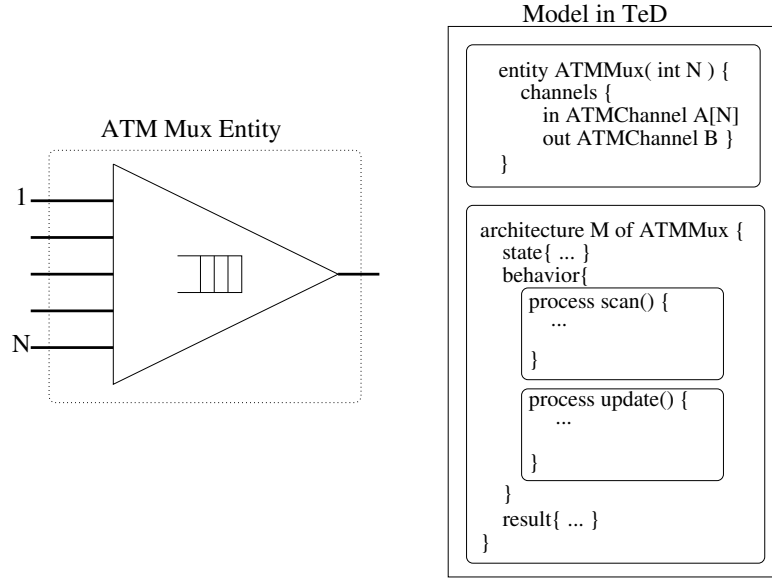 ATM Mux Entity
1
N
Model in TeD
entity ATMMux( int N ) {
channels {
in ATMChannel A[N]
out ATMChannel B }
}
architecture M of ATMMux {
state{ ... }
behavior{
process scan() {
...
}
process update() {
...
}
}
result{ ... }
}